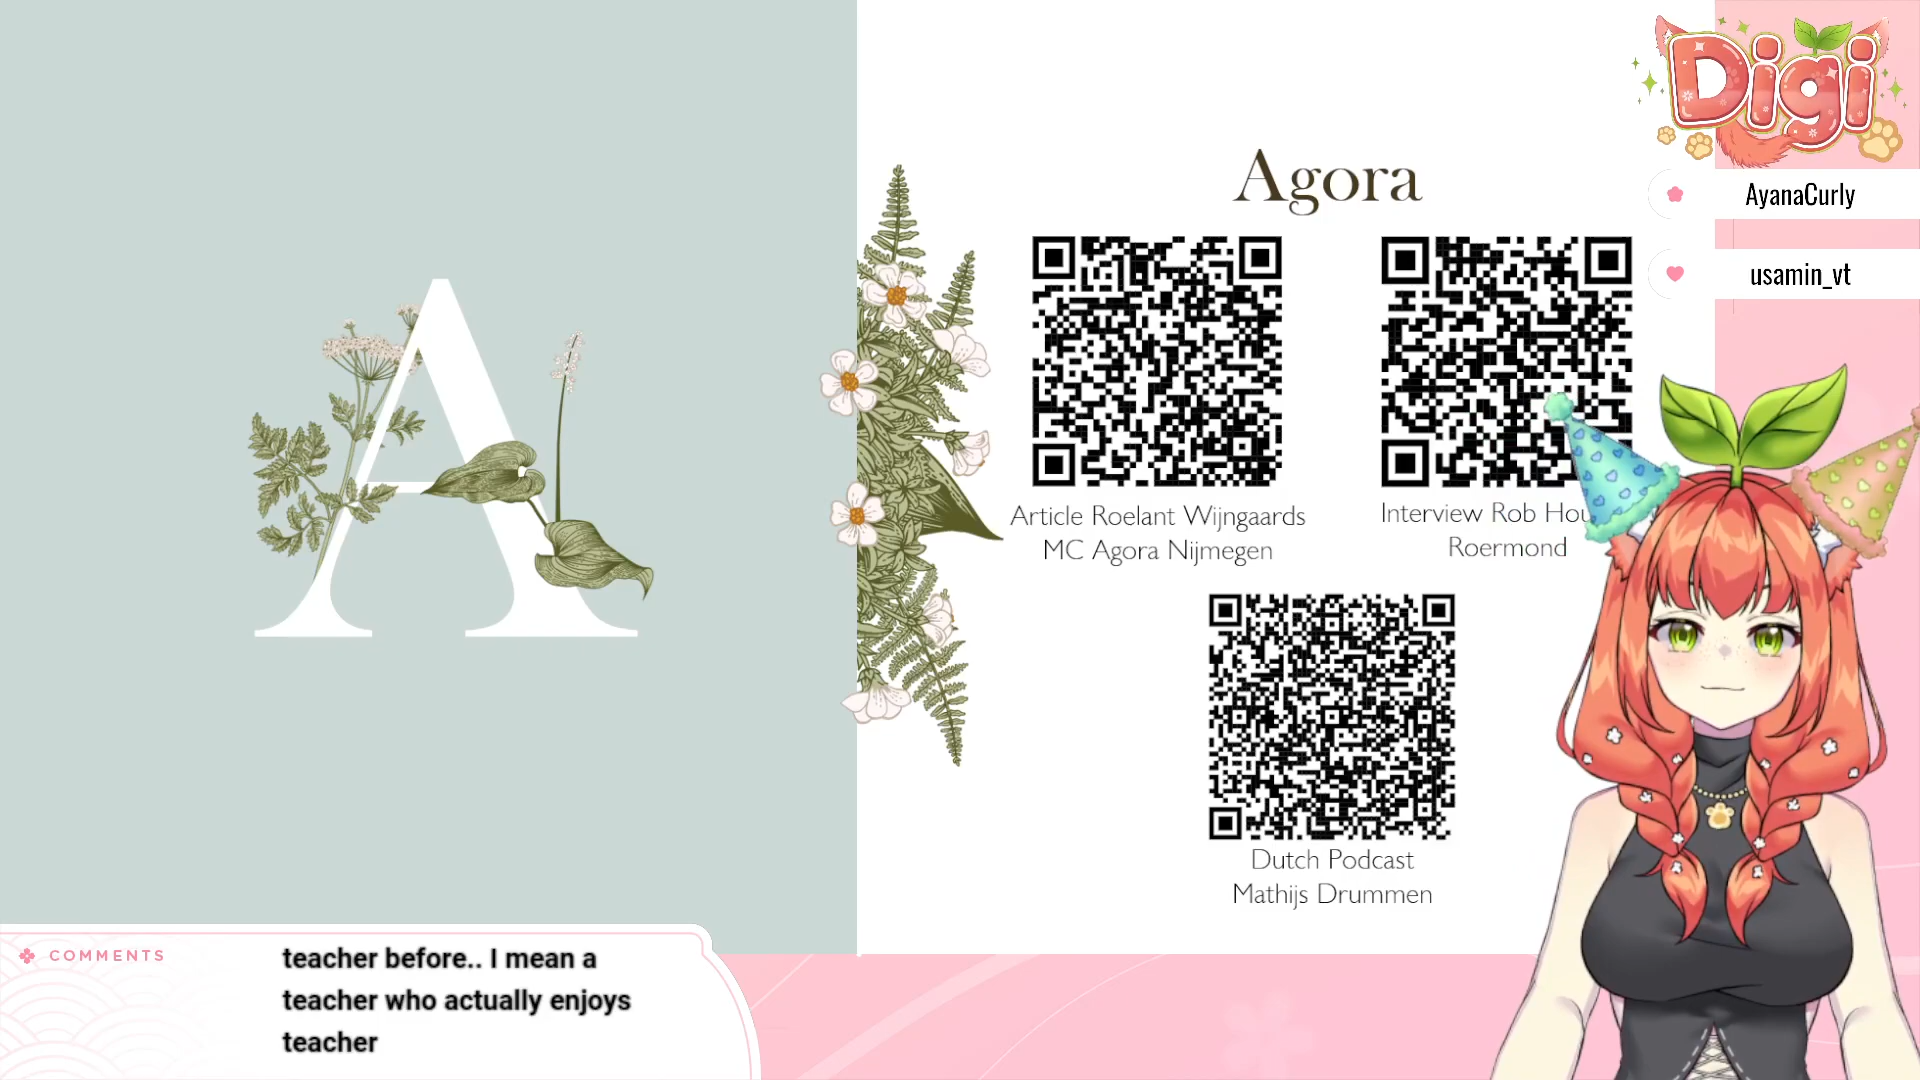 Digi
AyanaCurly
usamin_vt
A
Agora
Article Roelant Wijngaards
MC Agora Nijmegen
Interview Rob
Roermond
Dutch Podcast
Mathijs Drummen
COMMENTS
teacher before.. I mean a
teacher who actually enjoys
teacher